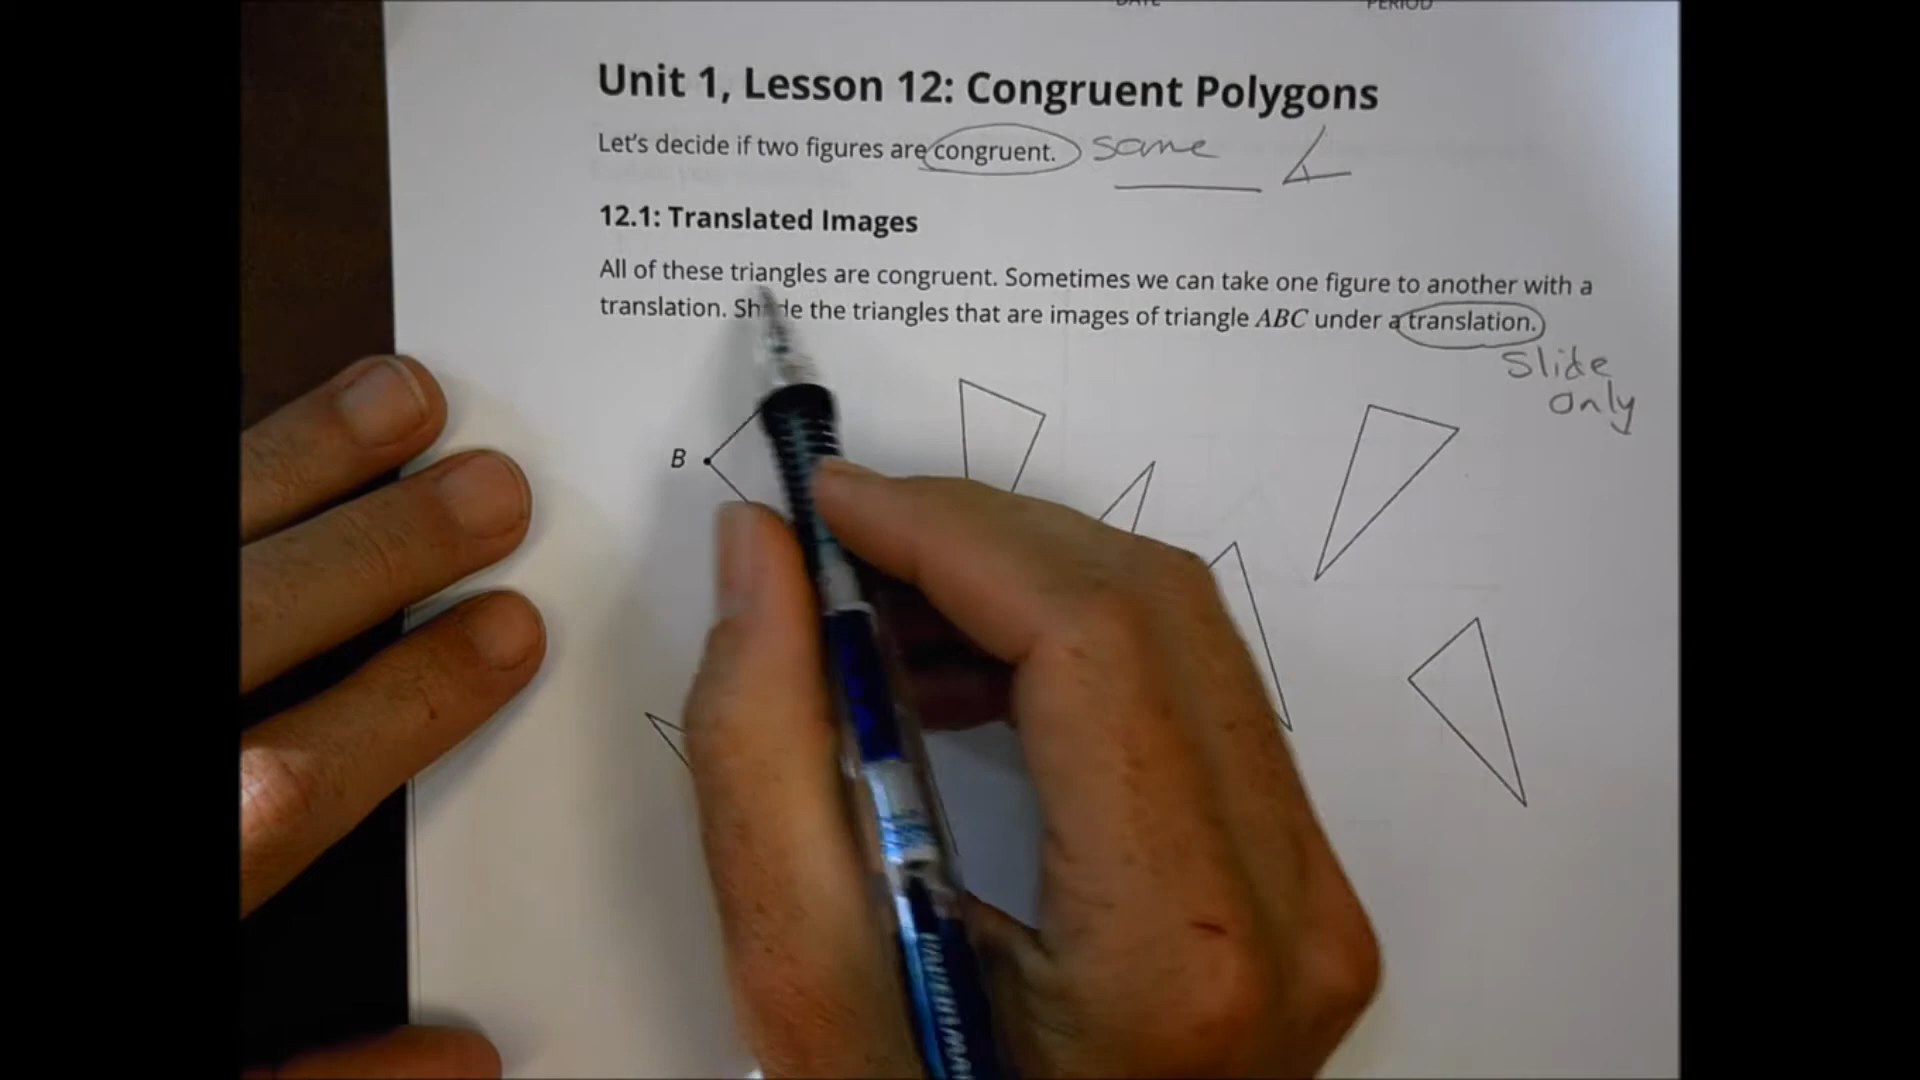 PERIOD
Unit 1, Lesson 12: Congruent Polygons
Let's decide if two figures are congruent. same
12.1: Translated Images
All of these triangles are congruent. Sometimes we can take one figure to another with a
translation. Shade the triangles that are images of triangle ABC under a translation.
Slide
only
B